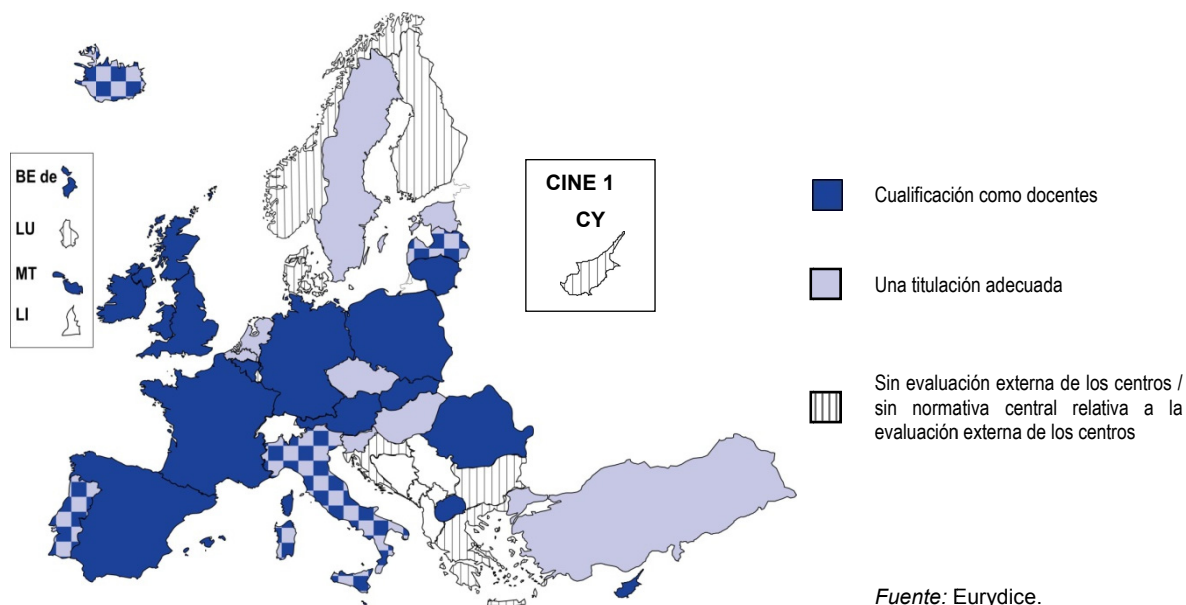 BE de
LU
MT
LI
CINE 1
CY
Cualificación como docentes
Una titulación adecuada
Sin evaluación externa de los centros /
sin normativa central relativa a la
evaluación externa de los centros
Fuente: Eurydice.